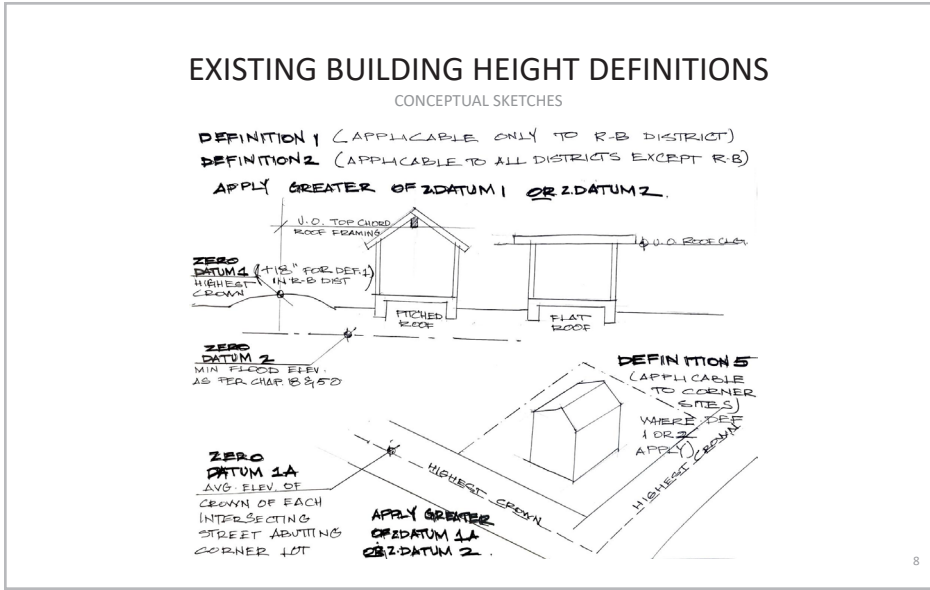 EXISTING BUILDING HEIGHT DEFINITIONS
CONCEPTUAL SKETCHES
DEFINITION 1 (APPLICABLE ONLY TO R-B DISTRICT)
DEFINITION 2 (APPLICABLE TO ALL DISTRICTS EXCEPT R-B)
APPLY GREATER OF Z.DATUM 1 OR Z.DATUM 2.
U.O. TOP CHORD
ROOF FRAMING
U.O. ROOF CLG.
ZERO
DATUM 1 (+18" FOR DEF.1
HIGHEST IN R-B DIST)
CROWN
PITCHED
ROOF
FLAT
ROOF
ZERO
DATUM 2
MIN FLOOD ELEV.
AS PER CHAP. 18 & 50
DEFINITION 5
(APPLICABLE
TO CORNER
SITES)
WHERE DEF
1 OR 2
APPLY)
ZERO
DATUM 1A
AVG. ELEV. OF
CROWN OF EACH
INTERSECTING
STREET ABUTTING
CORNER LOT
HIGHEST CROWN
HIGHEST CROWN
APPLY GREATER
OF Z.DATUM 1A
OR Z.DATUM 2.
8